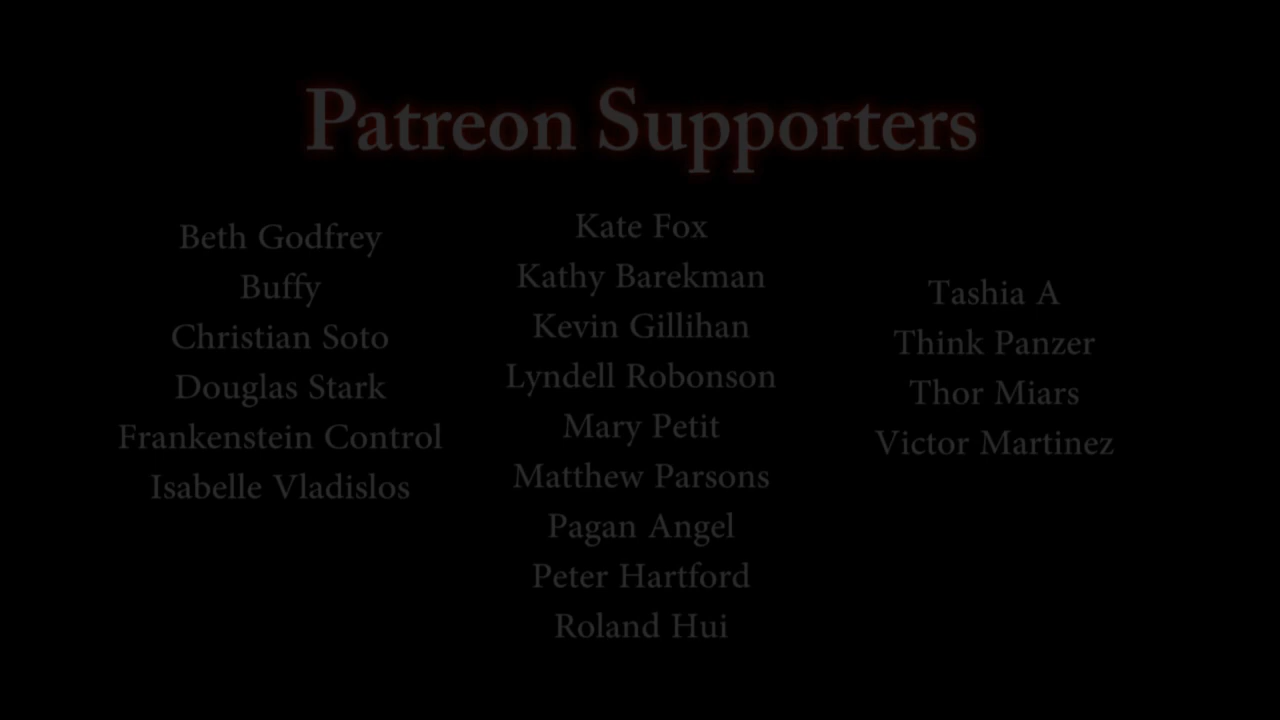 Patreon Supporters
Beth Godfrey
Buffy
Christian Soto
Douglas Stark
Frankenstein Control
Isabelle Vladislos
Kate Fox
Kathy Barekman
Kevin Gillihan
Lyndell Robonson
Mary Petit
Matthew Parsons
Pagan Angel
Peter Hartford
Roland Hui
Tashia A
Think Panzer
Thor Miars
Victor Martinez